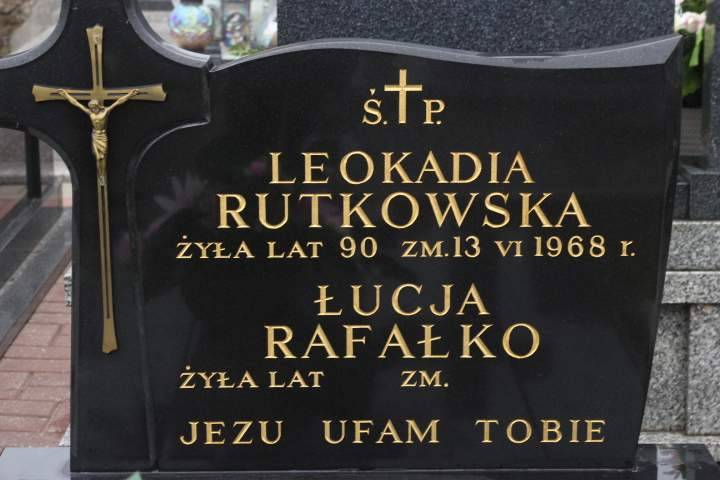 Ś. P.
LEOKADIA
RUTKOWSKA
ŻYŁA LAT 90 ZM. 13 VI 1968 r.
ŁUCJA
RAFAŁKO
ŻYŁA LAT ZM.
JEZU UFAM TOBIE